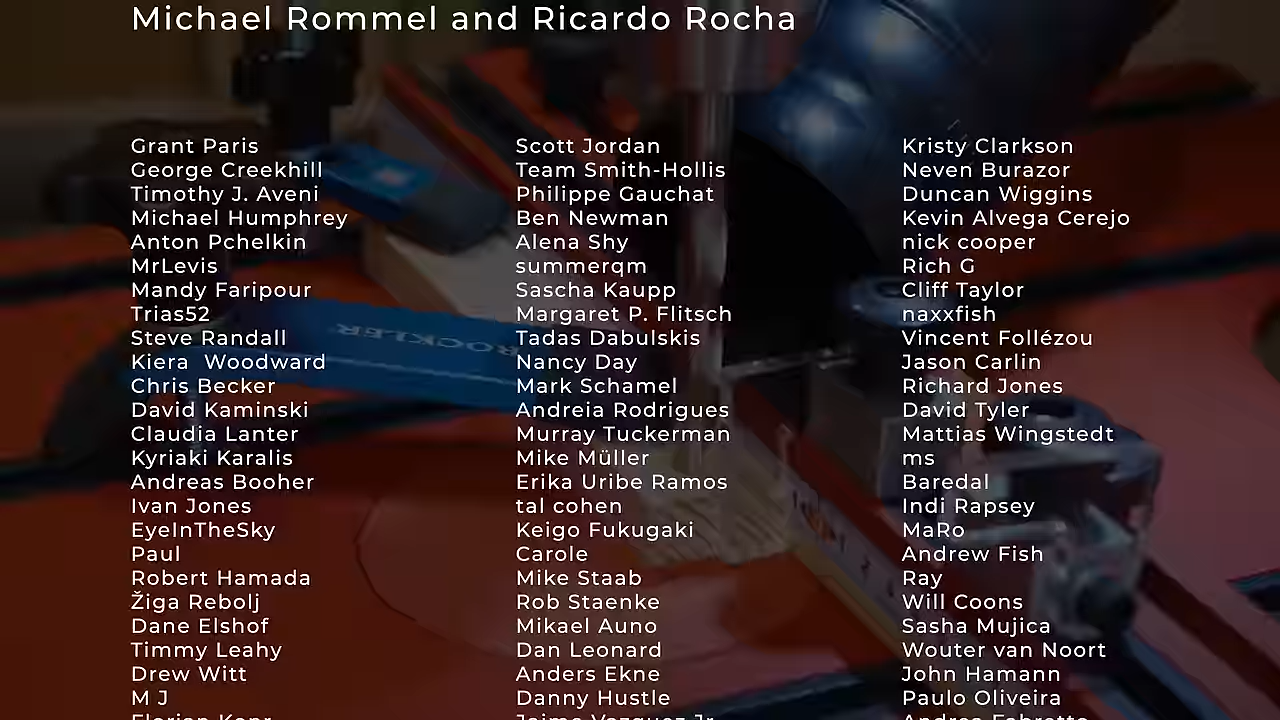 Michael Rommel and Ricardo Rocha
Grant Paris
George Creekhill
Timothy J. Aveni
Michael Humphrey
Anton Pchelkin
MrLevis
Mandy Faripour
Trias52
Steve Randall
Kiera  Woodward
Chris Becker
David Kaminski
Claudia Lanter
Kyriaki Karalis
Andreas Booher
Ivan Jones
EyeInTheSky
Paul
Robert Hamada
Žiga Rebolj
Dane Elshof
Timmy Leahy
Drew Witt
M J
Scott Jordan
Team Smith-Hollis
Philippe Gauchat
Ben Newman
Alena Shy
summerqm
Sascha Kaupp
Margaret P. Flitsch
Tadas Dabulskis
Nancy Day
Mark Schamel
Andreia Rodrigues
Murray Tuckerman
Mike Müller
Erika Uribe Ramos
tal cohen
Keigo Fukugaki
Carole
Mike Staab
Rob Staenke
Mikael Auno
Dan Leonard
Anders Ekne
Danny Hustle
Kristy Clarkson
Neven Burazor
Duncan Wiggins
Kevin Alvega Cerejo
nick cooper
Rich G
Cliff Taylor
naxxfish
Vincent Follézou
Jason Carlin
Richard Jones
David Tyler
Mattias Wingstedt
ms
Baredal
Indi Rapsey
MaRo
Andrew Fish
Ray
Will Coons
Sasha Mujica
Wouter van Noort
John Hamann
Paulo Oliveira
ROCKLER